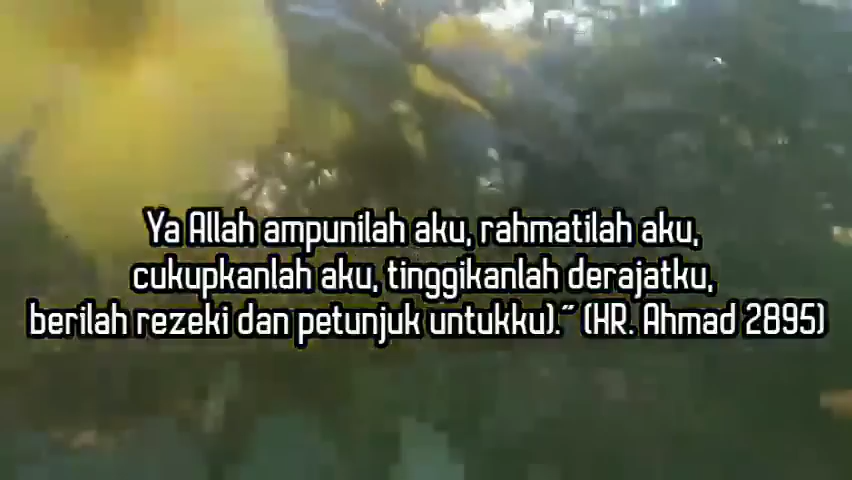 Ya Allah ampunilah aku, rahmatilah aku,
cukupkanlah aku, tinggikanlah derajatku,
berilah rezeki dan petunjuk untukku)." (HR. Ahmad 2895)